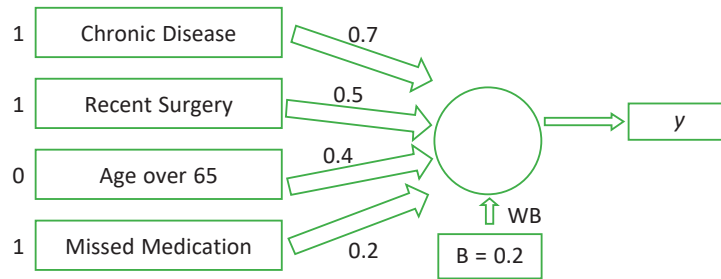 1 Chronic Disease 0.7
1 Recent Surgery 0.5
y
0 Age over 65 0.4
1 Missed Medication 0.2
WB
B = 0.2